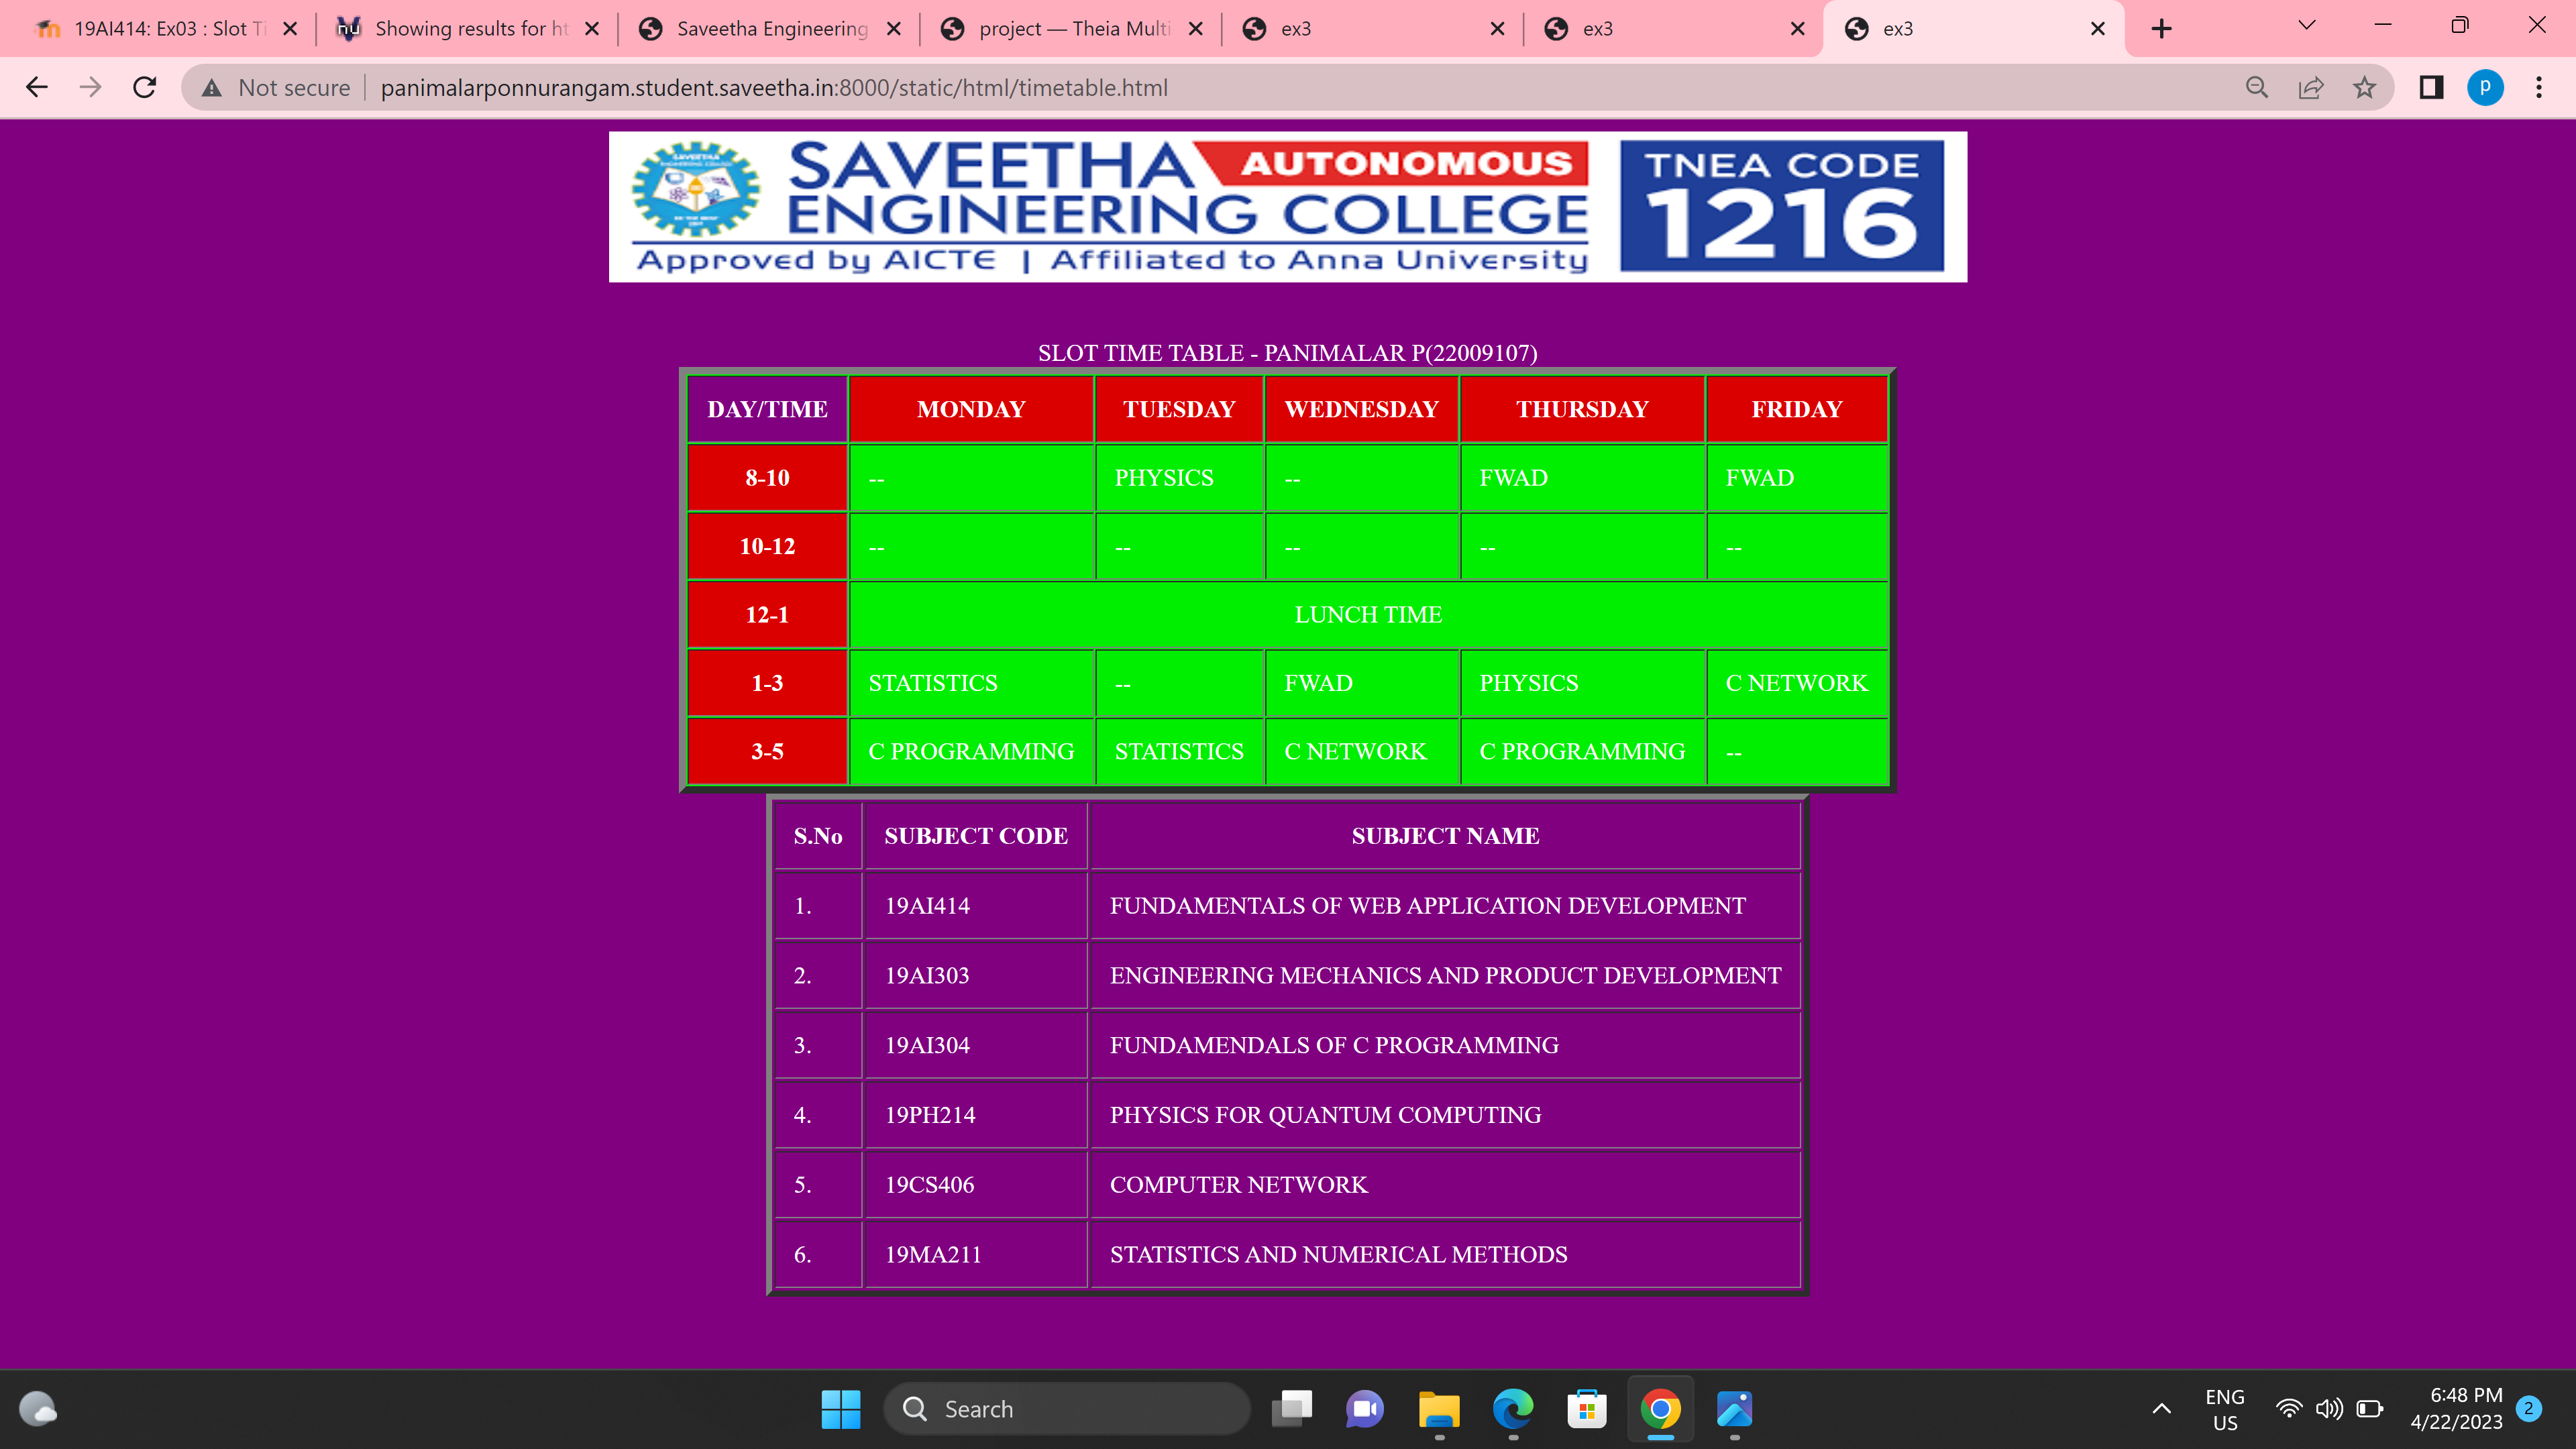 19AI414: Ex03 : Slot Ti
Showing results for ht
Saveetha Engineering
project — Theia Multi
ex3
ex3
ex3
Not secure
panimalarponnurangam.student.saveetha.in:8000/static/html/timetable.html
p
SAVEETHA AUTONOMOUS
ENGINEERING COLLEGE
Approved by AICTE | Affiliated to Anna University
TNEA CODE
1216
SLOT TIME TABLE - PANIMALAR P(22009107)
DAY/TIME MONDAY TUESDAY WEDNESDAY THURSDAY FRIDAY
8-10 -- PHYSICS -- FWAD FWAD
10-12 -- -- -- -- --
12-1 LUNCH TIME
1-3 STATISTICS -- FWAD PHYSICS C NETWORK
3-5 C PROGRAMMING STATISTICS C NETWORK C PROGRAMMING --
S.No SUBJECT CODE SUBJECT NAME
1. 19AI414 FUNDAMENTALS OF WEB APPLICATION DEVELOPMENT
2. 19AI303 ENGINEERING MECHANICS AND PRODUCT DEVELOPMENT
3. 19AI304 FUNDAMENDALS OF C PROGRAMMING
4. 19PH214 PHYSICS FOR QUANTUM COMPUTING
5. 19CS406 COMPUTER NETWORK
6. 19MA211 STATISTICS AND NUMERICAL METHODS
Search
ENG
US
6:48 PM
4/22/2023
2